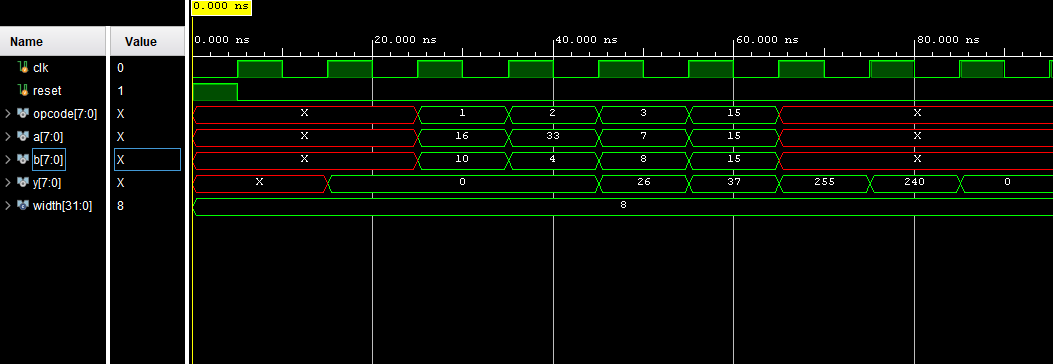 0.000 ns
Name Value 0.000 ns 20.000 ns 40.000 ns 60.000 ns 80.000 ns
clk 0
reset 1
opcode[7:0] X X 1 2 3 15 X
a[7:0] X X 16 33 7 15 X
b[7:0] X X 10 4 8 15 X
y[7:0] X X 0 26 37 255 240 0
width[31:0] 8 8